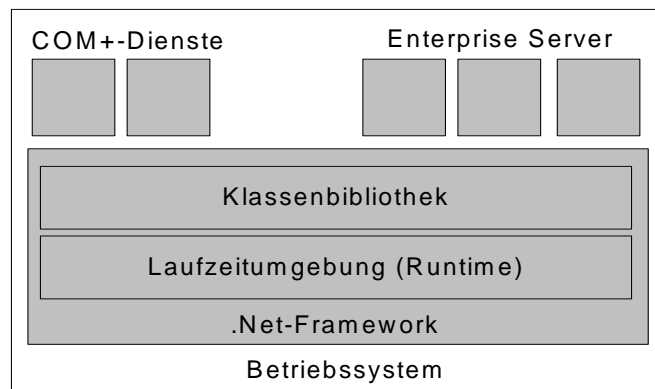 COM+-Dienste
Enterprise Server
Klassenbibliothek
Laufzeitumgebung (Runtime)
.Net-Framework
Betriebssystem